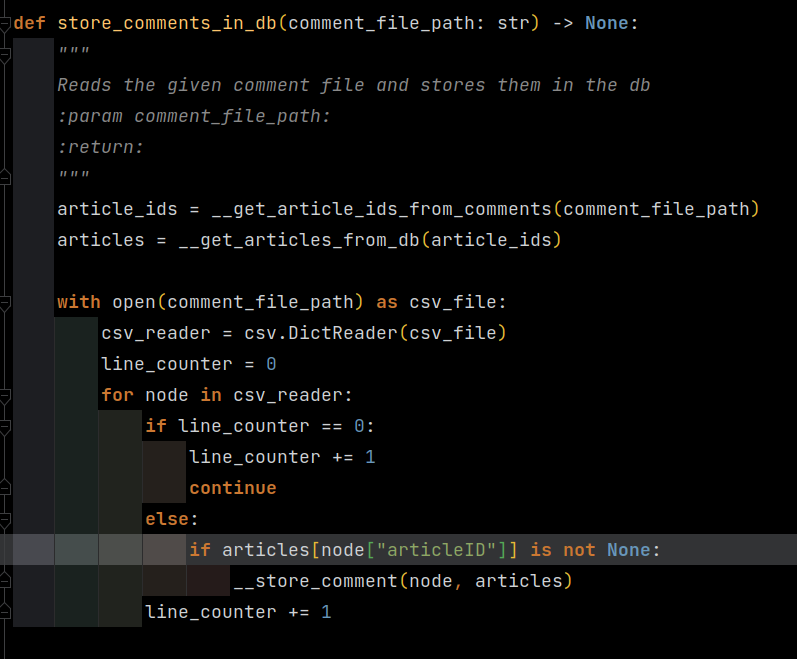 def store_comments_in_db(comment_file_path: str) -> None:
    """
    Reads the given comment file and stores them in the db
    :param comment_file_path:
    :return:
    """
    article_ids = __get_article_ids_from_comments(comment_file_path)
    articles = __get_articles_from_db(article_ids)

    with open(comment_file_path) as csv_file:
        csv_reader = csv.DictReader(csv_file)
        line_counter = 0
        for node in csv_reader:
            if line_counter == 0:
                line_counter += 1
                continue
            else:
                if articles[node["articleID"]] is not None:
                    __store_comment(node, articles)
            line_counter += 1